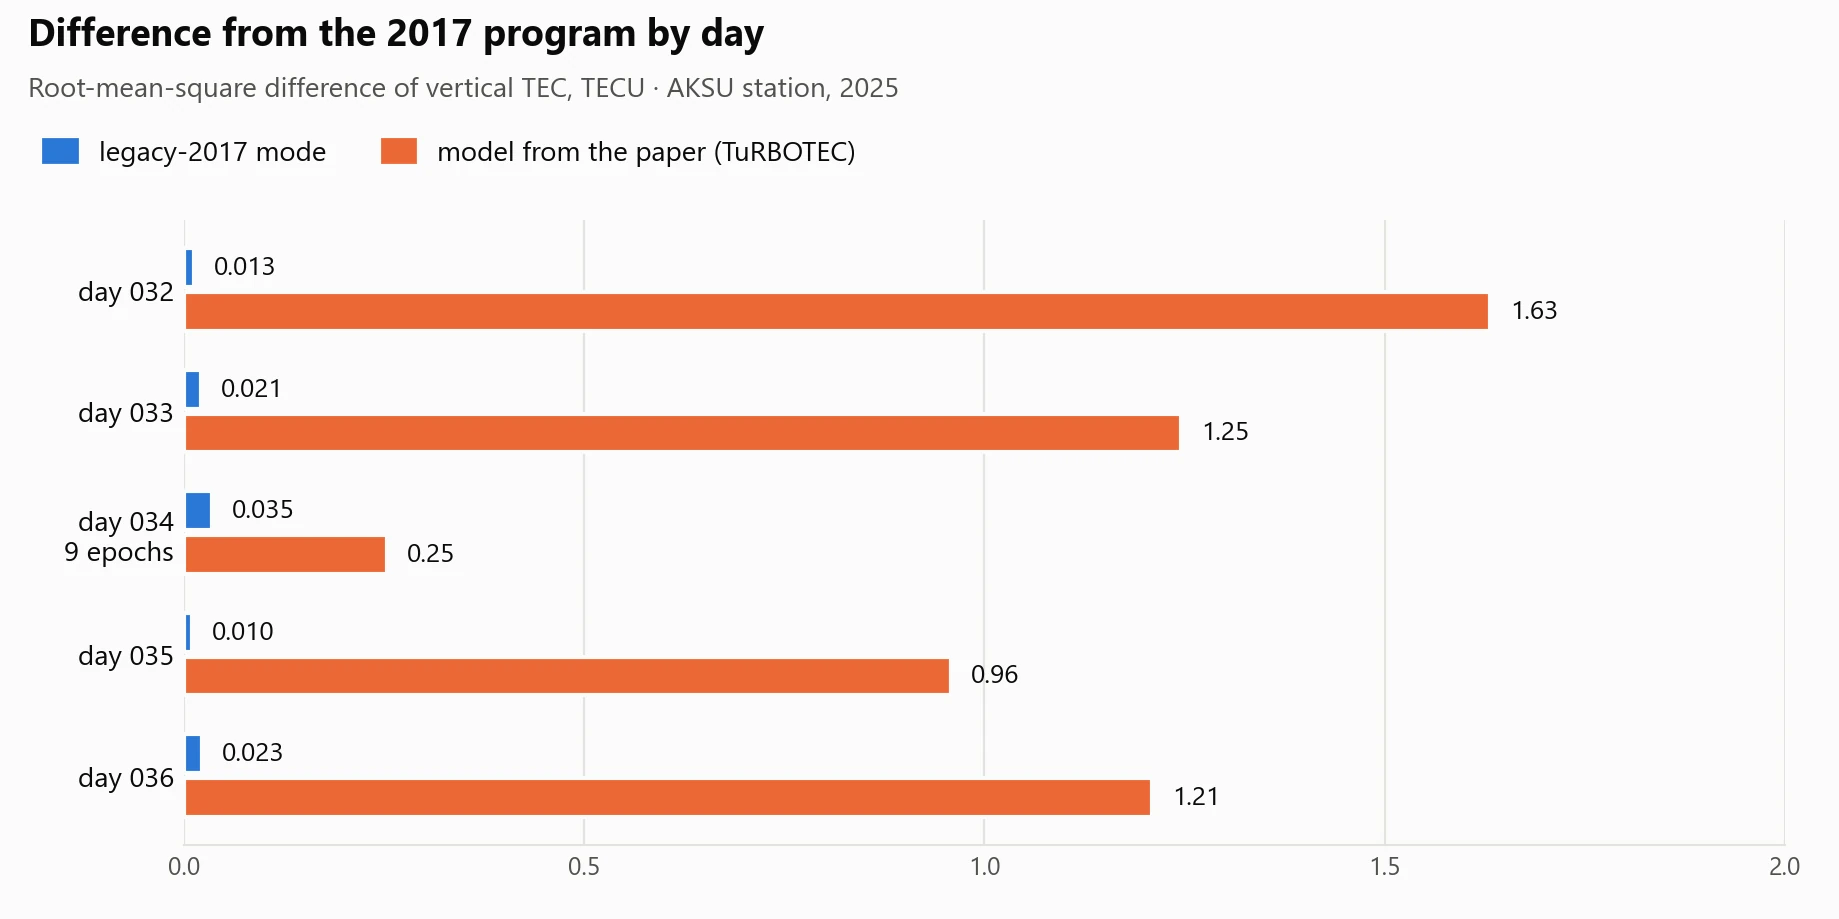 Difference from the 2017 program by day
Root-mean-square difference of vertical TEC, TECU · AKSU station, 2025
legacy-2017 mode
model from the paper (TuRBOTEC)
day 032
0.013
1.63
day 033
0.021
1.25
day 034
9 epochs
0.035
0.25
day 035
0.010
0.96
day 036
0.023
1.21
0.0
0.5
1.0
1.5
2.0